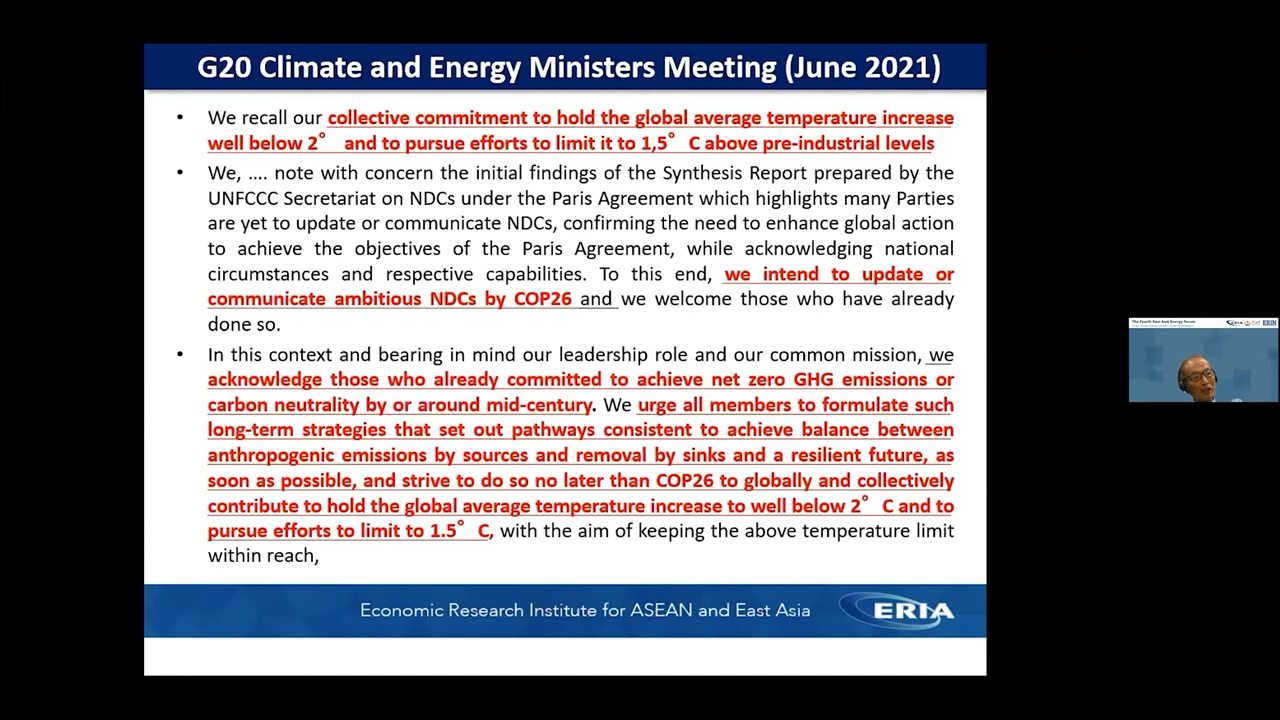 G20 Climate and Energy Ministers Meeting (June 2021)
• We recall our collective commitment to hold the global average temperature increase
well below 2° and to pursue efforts to limit it to 1,5° C above pre-industrial levels
• We, .... note with concern the initial findings of the Synthesis Report prepared by the
UNFCCC Secretariat on NDCs under the Paris Agreement which highlights many Parties
are yet to update or communicate NDCs, confirming the need to enhance global action
to achieve the objectives of the Paris Agreement, while acknowledging national
circumstances and respective capabilities. To this end, we intend to update or
communicate ambitious NDCs by COP26 and we welcome those who have already
done so.
• In this context and bearing in mind our leadership role and our common mission, we
acknowledge those who already committed to achieve net zero GHG emissions or
carbon neutrality by or around mid-century. We urge all members to formulate such
long-term strategies that set out pathways consistent to achieve balance between
anthropogenic emissions by sources and removal by sinks and a resilient future, as
soon as possible, and strive to do so no later than COP26 to globally and collectively
contribute to hold the global average temperature increase to well below 2° C and to
pursue efforts to limit to 1.5° C, with the aim of keeping the above temperature limit
within reach,
Economic Research Institute for ASEAN and East Asia
ERIA
The Fourth East Asia Energy Forum
ERIA
ERIN